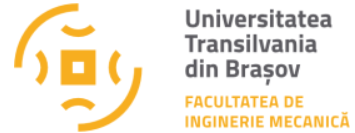 Universitatea
Transilvania
din Brașov
FACULTATEA DE
INGINERIE MECANICĂ